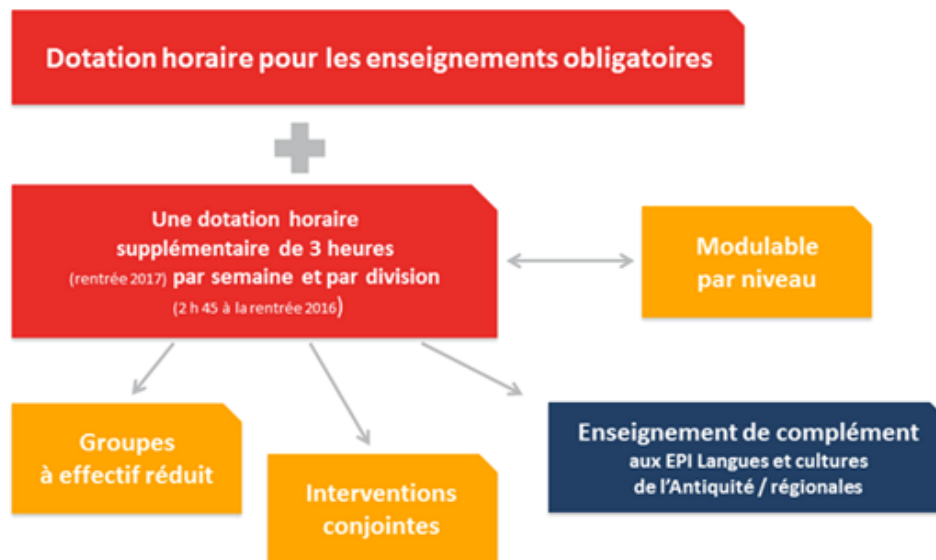 Dotation horaire pour les enseignements obligatoires
Une dotation horaire
supplémentaire de 3 heures
(rentrée 2017) par semaine et par division
(2 h 45 à la rentrée 2016)
Modulable
par niveau
Groupes
à effectif réduit
Interventions
conjointes
Enseignement de complément
aux EPI Langues et cultures
de l'Antiquité / régionales